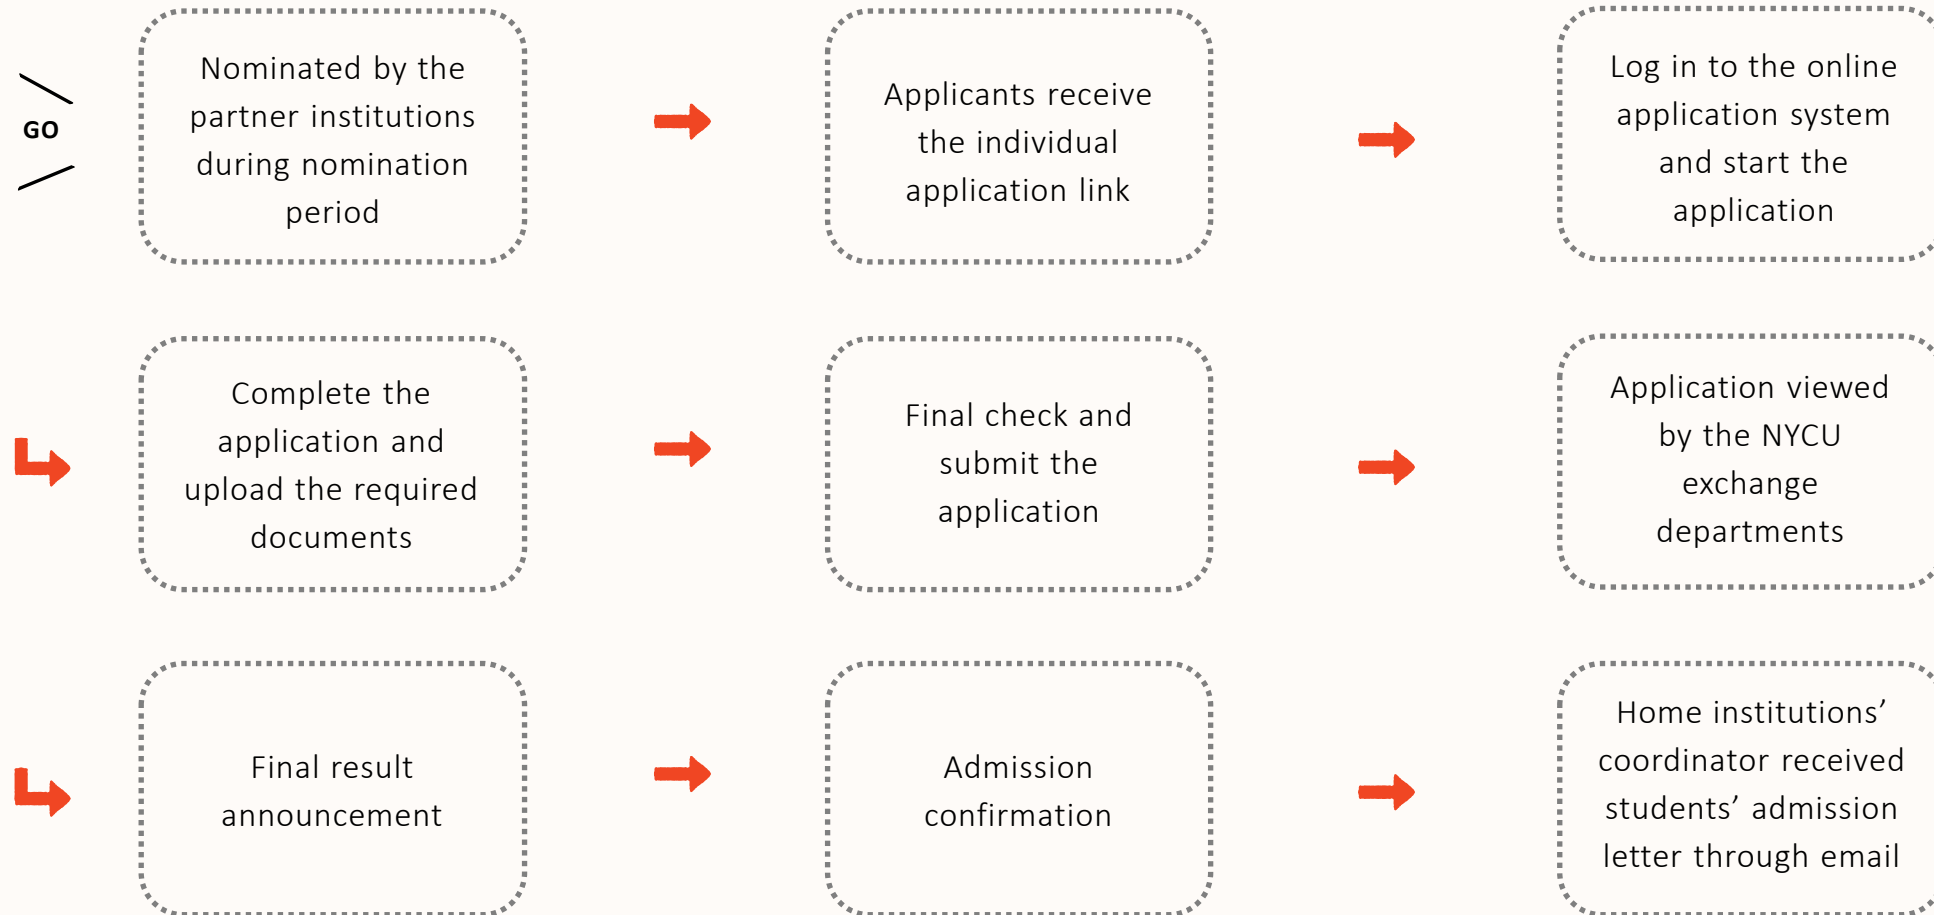 GO
Nominated by the
partner institutions
during nomination
period
Applicants receive
the individual
application link
Log in to the online
application system
and start the
application
Complete the
application and
upload the required
documents
Final check and
submit the
application
Application viewed
by the NYCU
exchange
departments
Final result
announcement
Admission
confirmation
Home institutions’
coordinator received
students’ admission
letter through email